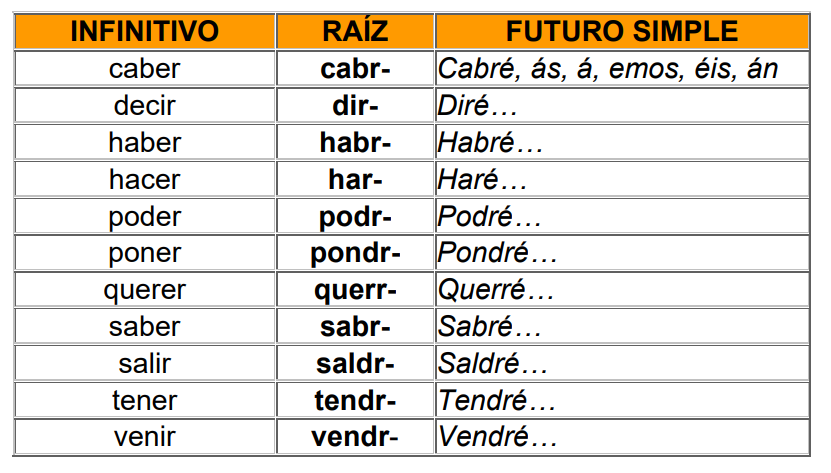 INFINITIVO RAÍZ FUTURO SIMPLE
caber cabr- Cabré, ás, á, emos, éis, án
decir dir- Diré…
haber habr- Habré…
hacer har- Haré…
poder podr- Podré…
poner pondr- Pondré…
querer querr- Querré…
saber sabr- Sabré…
salir saldr- Saldré…
tener tendr- Tendré…
venir vendr- Vendré…